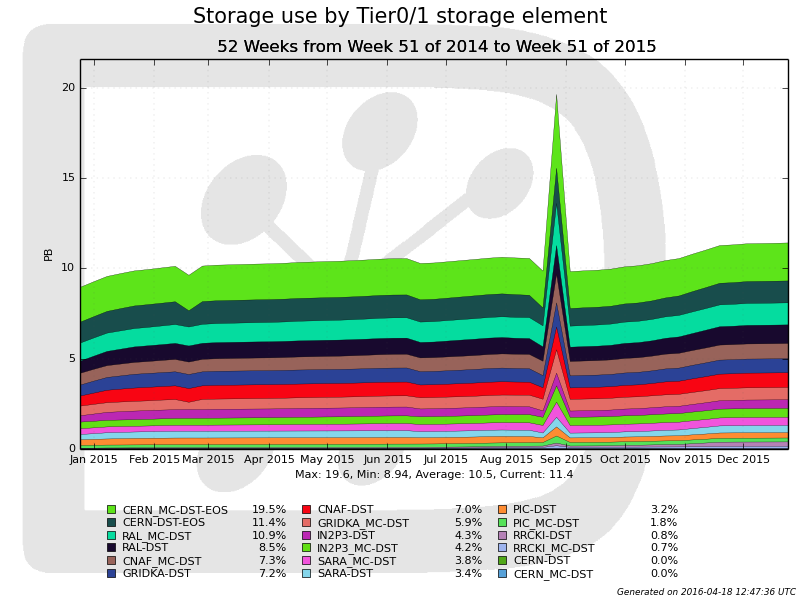 Storage use by Tier0/1 storage element
52 Weeks from Week 51 of 2014 to Week 51 of 2015
20
15
10
5
0
PB
Jan 2015 Feb 2015 Mar 2015 Apr 2015 May 2015 Jun 2015 Jul 2015 Aug 2015 Sep 2015 Oct 2015 Nov 2015 Dec 2015
Max: 19.6, Min: 8.94, Average: 10.5, Current: 11.4
CERN_MC-DST-EOS 19.5% CNAF-DST 7.0% PIC-DST 3.2%
CERN-DST-EOS 11.4% GRIDKA_MC-DST 5.9% PIC_MC-DST 1.8%
RAL_MC-DST 10.9% IN2P3-DST 4.3% RRCKI-DST 0.8%
RAL-DST 8.5% IN2P3_MC-DST 4.2% RRCKI_MC-DST 0.7%
CNAF_MC-DST 7.3% SARA_MC-DST 3.8% CERN-DST 0.0%
GRIDKA-DST 7.2% SARA-DST 3.4% CERN_MC-DST 0.0%
Generated on 2016-04-18 12:47:36 UTC